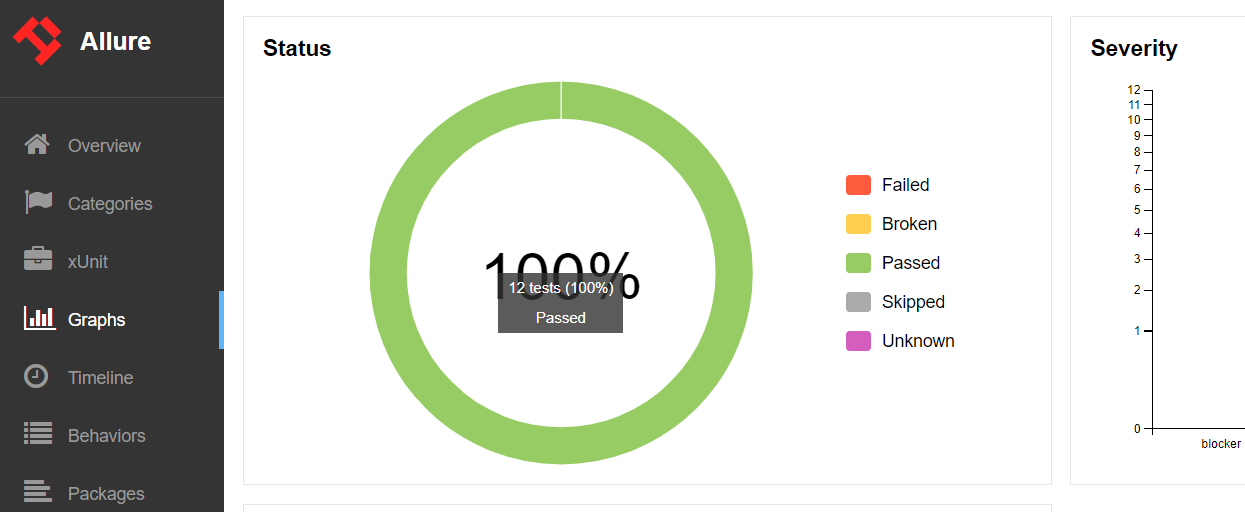 Allure
Overview
Categories
xUnit
Graphs
Timeline
Behaviors
Packages
Status
100%
12 tests (100%)
Passed
Failed
Broken
Passed
Skipped
Unknown
Severity
12
11
10
9
8
7
6
5
4
3
2
1
0
blocker